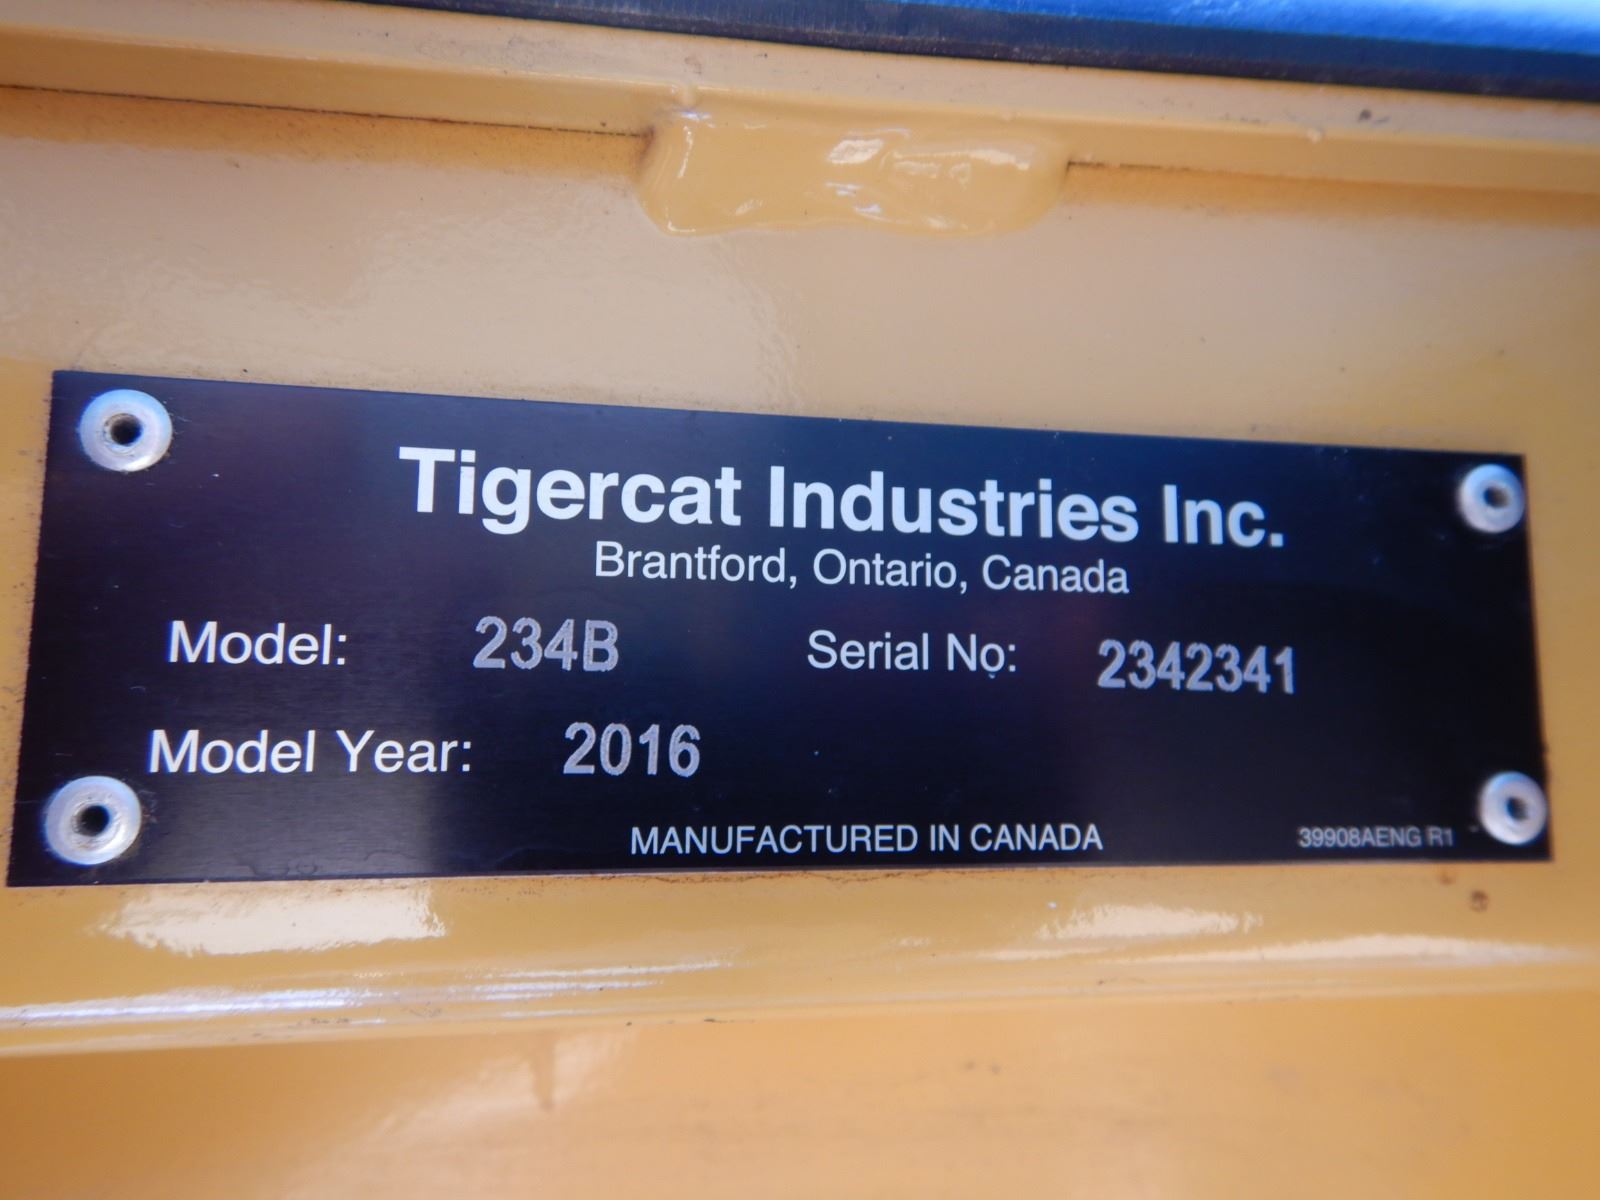 Tigercat Industries Inc.
Brantford, Ontario, Canada
Model: 234B Serial No: 2342341
Model Year: 2016
MANUFACTURED IN CANADA 39908AENG R1